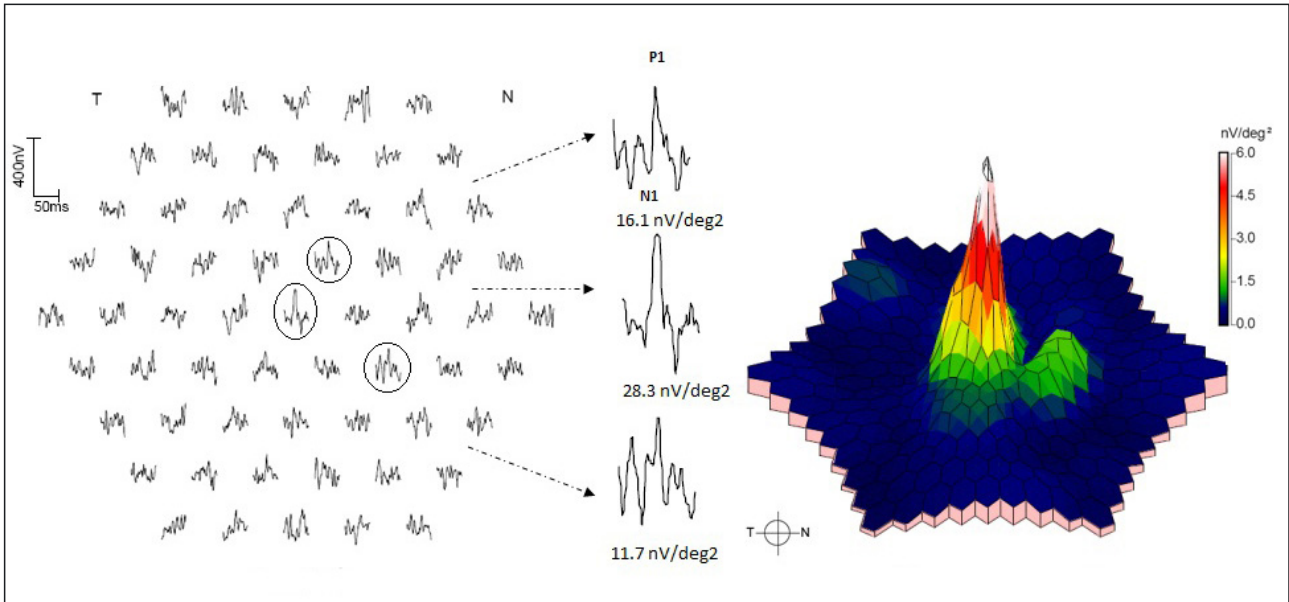 T
N
400nV
50ms
P1
N1
16.1 nV/deg2
28.3 nV/deg2
11.7 nV/deg2
nV/deg²
6.0
4.5
3.0
1.5
0.0
T N